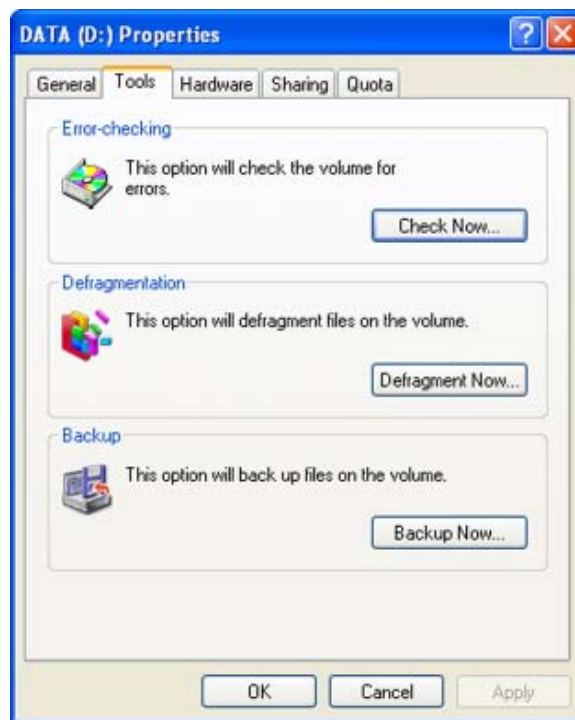 DATA (D:) Properties
General Tools Hardware Sharing Quota
Error-checking
This option will check the volume for
errors.
Check Now...
Defragmentation
This option will defragment files on the volume.
Defragment Now...
Backup
This option will back up files on the volume.
Backup Now...
OK Cancel Apply